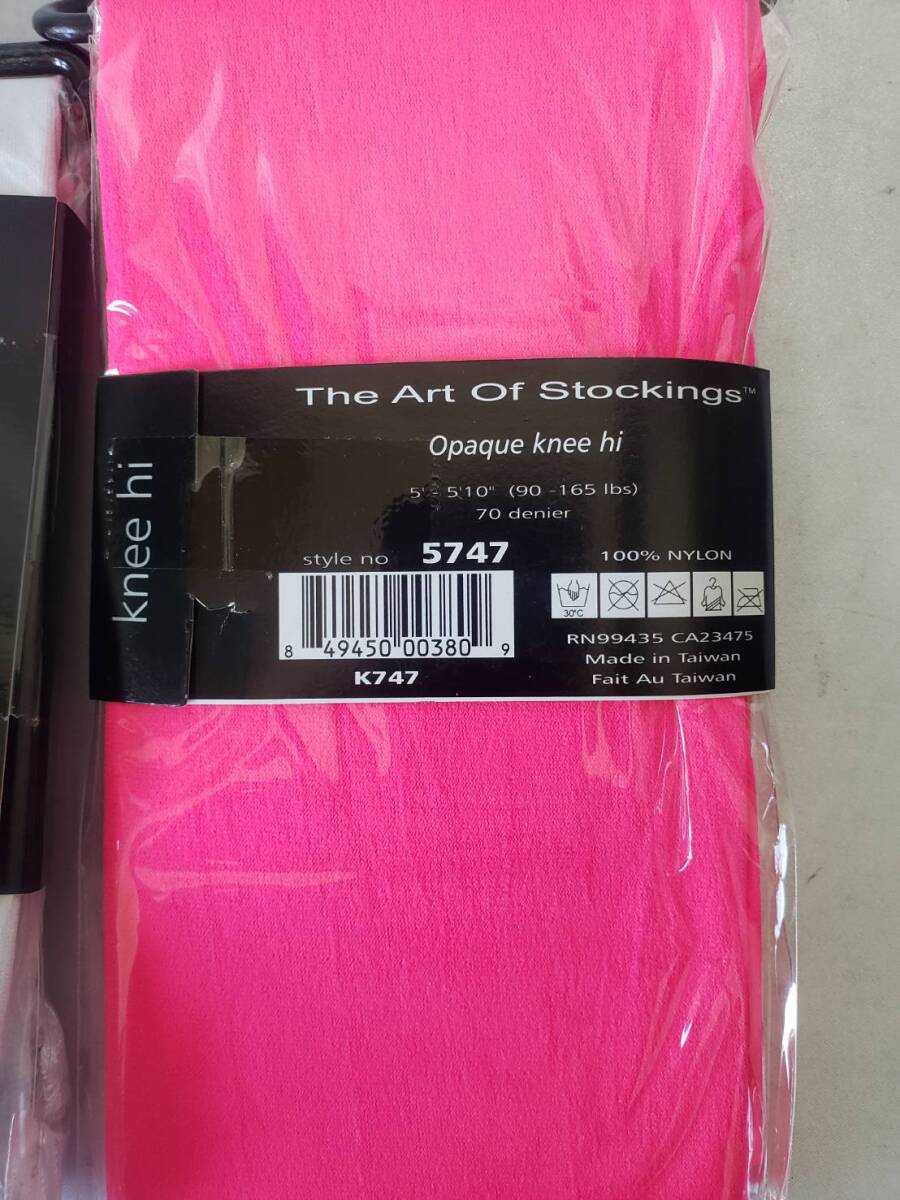 The Art Of Stockings™
Opaque knee hi
5' - 5'10" (90 -165 lbs)
70 denier
style no 5747
8 49450 00380 9
K747
100% NYLON
30°C
RN99435 CA23475
Made in Taiwan
Fait Au Taiwan
knee hi